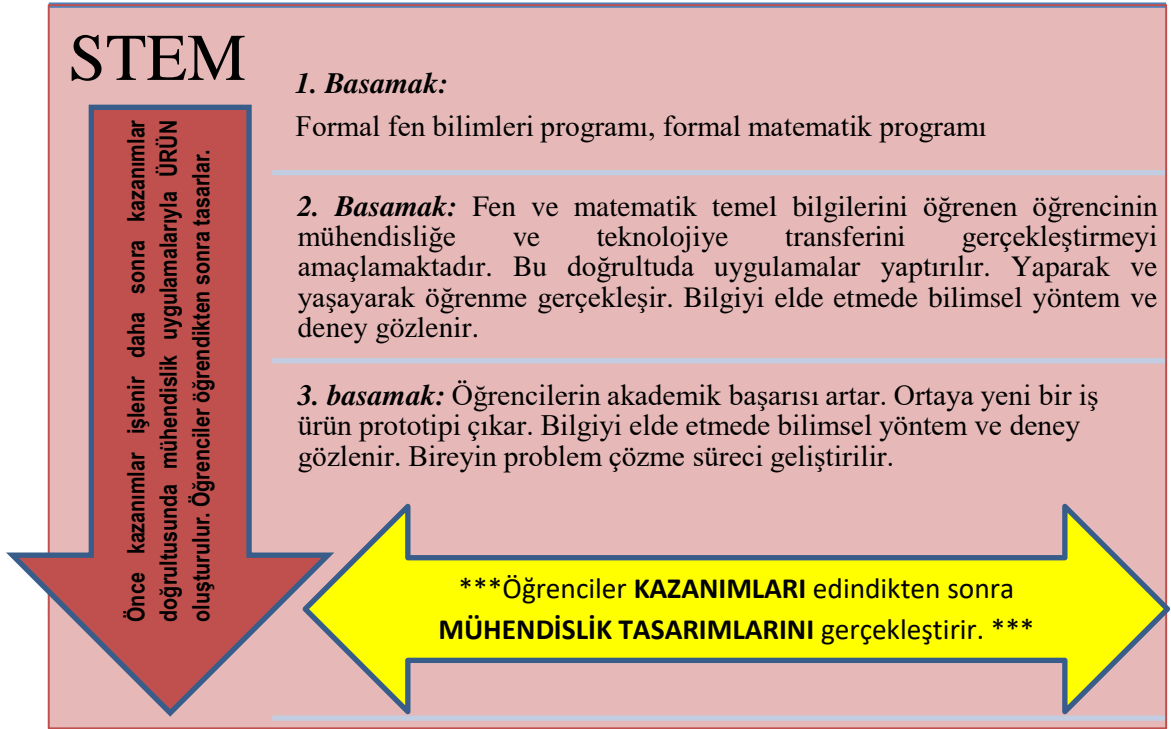 STEM
Önce kazanımlar işlenir daha sonra kazanımlar
doğrultusunda mühendislik uygulamalarıyla ÜRÜN
oluşturulur. Öğrenciler öğrendikten sonra tasarlar.
1. Basamak:
Formal fen bilimleri programı, formal matematik programı
2. Basamak: Fen ve matematik temel bilgilerini öğrenen öğrencinin
mühendisliğe ve teknolojiye transferini gerçekleştirmeyi
amaçlamaktadır. Bu doğrultuda uygulamalar yaptırılır. Yaparak ve
yaşayarak öğrenme gerçekleşir. Bilgiyi elde etmede bilimsel yöntem ve
deney gözlenir.
3. basamak: Öğrencilerin akademik başarısı artar. Ortaya yeni bir iş
ürün prototipi çıkar. Bilgiyi elde etmede bilimsel yöntem ve deney
gözlenir. Bireyin problem çözme süreci geliştirilir.
***Öğrenciler KAZANIMLARI edindikten sonra
MÜHENDİSLİK TASARIMLARINI gerçekleştirir. ***